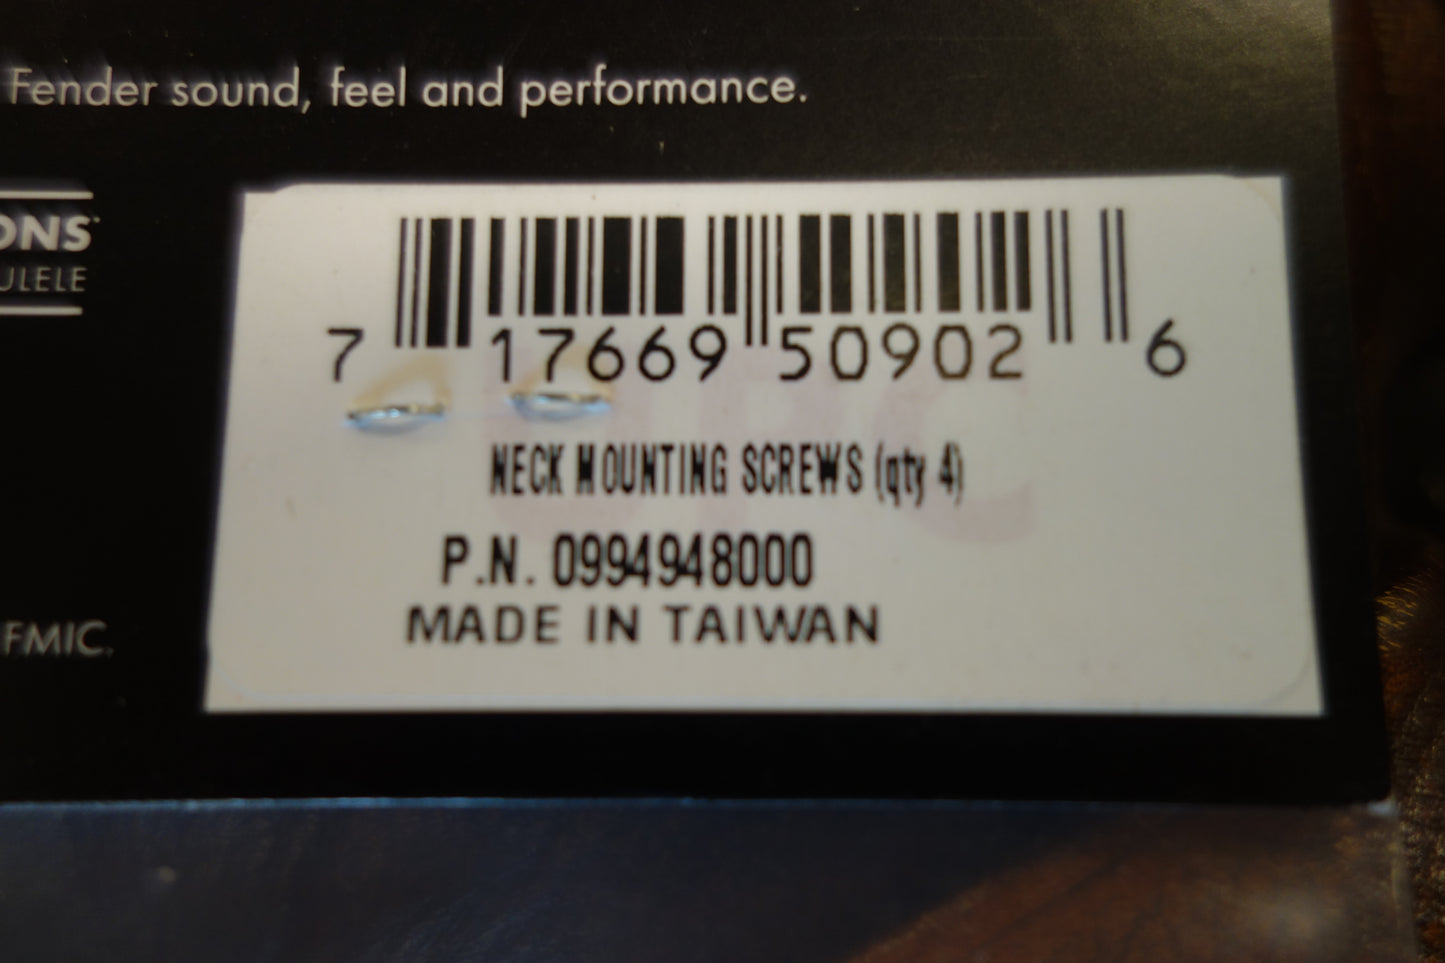 Fender sound, feel and performance.
ONS
ULELE
7 17669 50902 6
UPC
NECK MOUNTING SCREWS (qty 4)
P.N. 0994948000
MADE IN TAIWAN
FMIC.